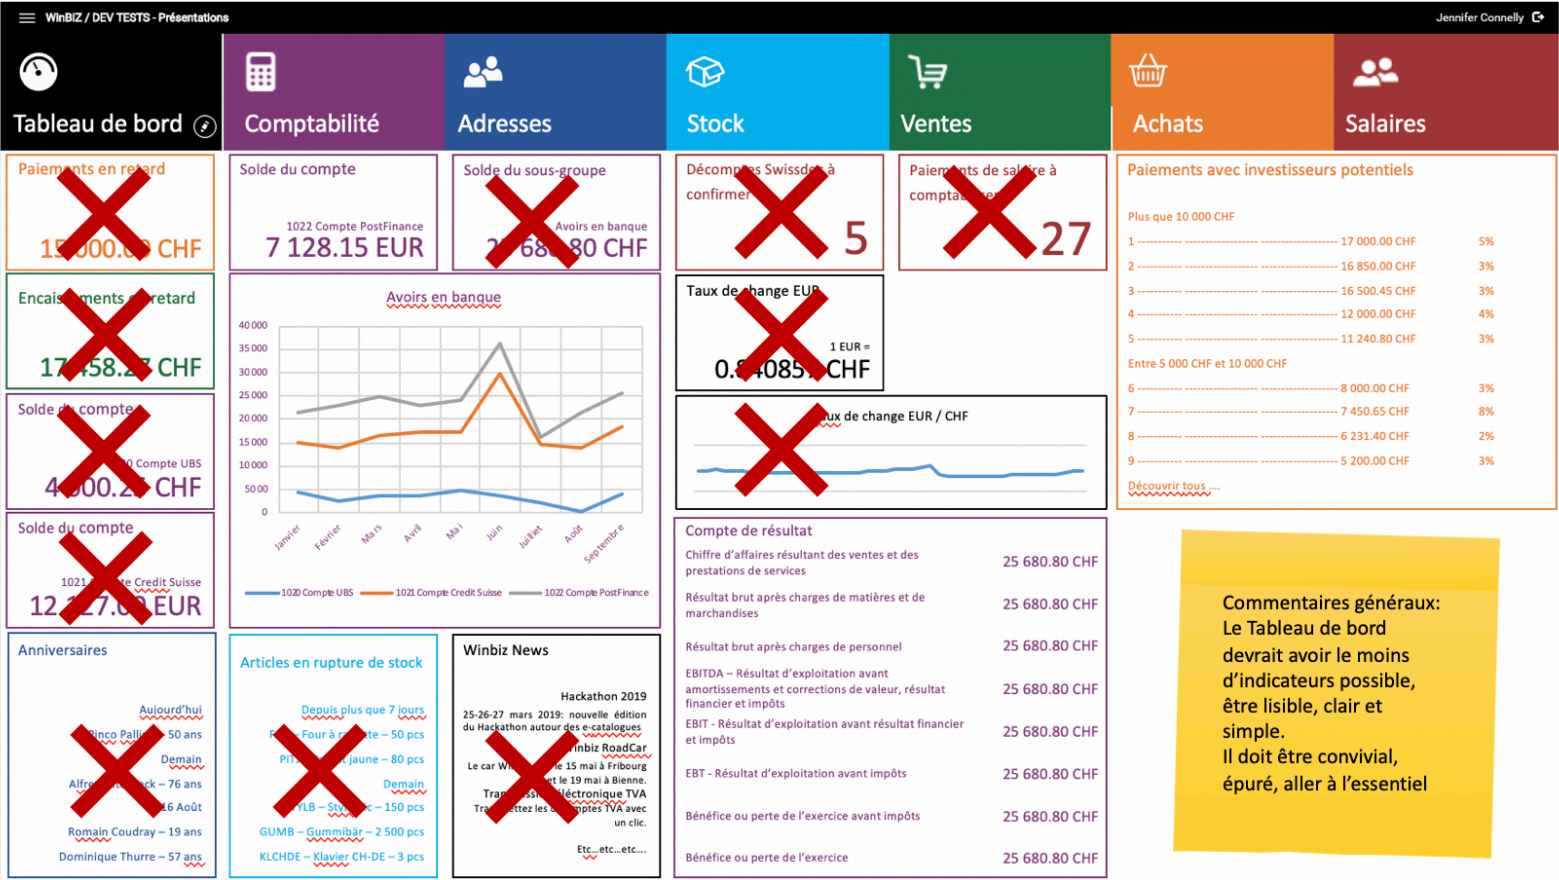 WinBIZ / DEV TESTS - Présentations
Jennifer Connelly
Tableau de bord
Comptabilité
Adresses
Stock
Ventes
Achats
Salaires
Paiements en retard
CHF
Encaissements en retard
CHF
Solde du compte
Compte UBS
CHF
Solde du compte
1021 Credit Suisse
EUR
Solde du compte
1022 Compte PostFinance
7 128.15 EUR
Solde du sous-groupe
Avoirs en banque
CHF
Avoirs en banque
40 000
35 000
30 000
25 000
20 000
15 000
10 000
5000
0
Janvier
Février
Mars
Avril
Mai
Juin
Juilliet
Août
Septembre
1020 Compte UBS
1021 Compte Credit Suisse
1022 Compte PostFinance
Décomptes à
confirmer
5
Paiements de salaire à
27
Taux de change EUR
1 EUR =
CHF
de change EUR / CHF
Compte de résultat
Chiffre d’affaires résultant des ventes et des
prestations de services
25 680.80 CHF
Résultat brut après charges de matières et de
marchandises
25 680.80 CHF
Résultat brut après charges de personnel
25 680.80 CHF
EBITDA – Résultat d’exploitation avant
amortissements et corrections de valeur, résultat
financier et impôts
25 680.80 CHF
EBIT - Résultat d’exploitation avant résultat financier
et impôts
25 680.80 CHF
EBT - Résultat d’exploitation avant impôts
25 680.80 CHF
Bénéfice ou perte de l’exercice avant impôts
25 680.80 CHF
Bénéfice ou perte de l’exercice
25 680.80 CHF
Paiements avec investisseurs potentiels
Plus que 10 000 CHF
1 17 000.00 CHF 5%
2 16 850.00 CHF 3%
3 16 500.45 CHF 3%
4 12 000.00 CHF 4%
5 11 240.80 CHF 3%
Entre 5 000 CHF et 10 000 CHF
6 8 000.00 CHF 3%
7 7 450.65 CHF 8%
8 6 231.40 CHF 2%
9 5 200.00 CHF 3%
Découvrir tous ....
Anniversaires
Aujourd’hui
50 ans
Demain
– 76 ans
16 Août
Romain Coudray – 19 ans
Dominique Thurre – 57 ans
Articles en rupture de stock
Depuis plus que 7 jours
– Four à – 50 pcs
jaune – 80 pcs
Demain
– 150 pcs
GUMB – Gummibär – 2 500 pcs
KLCHDE – Klavier CH-DE – 3 pcs
Winbiz News
Hackathon 2019
25-26-27 mars 2019: nouvelle édition
du Hackathon autour des e-catalogues
Winbiz RoadCar
Le car le 15 mai à Fribourg
et le 19 mai à Bienne.
éléctronique TVA
TVA avec
un clic.
Etc…etc…etc….
Commentaires généraux:
Le Tableau de bord
devrait avoir le moins
d’indicateurs possible,
être lisible, clair et
simple.
Il doit être convivial,
épuré, aller à l’essentiel